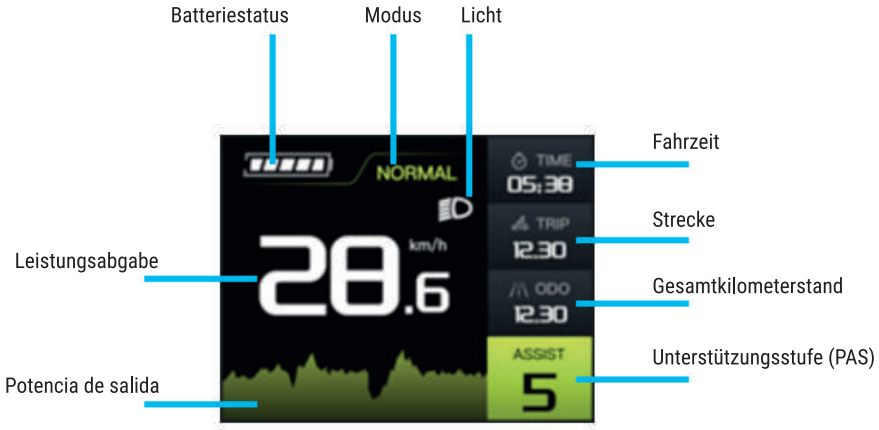 Batteriestatus
Modus
Licht
Fahrzeit
TIME
NORMAL
05:38
Strecke
TRIP
km/h
12.30
Leistungsabgabe
28.6
Gesamtkilometerstand
ODO
12.30
Unterstützungsstufe (PAS)
ASSIST
5
Potencia de salida